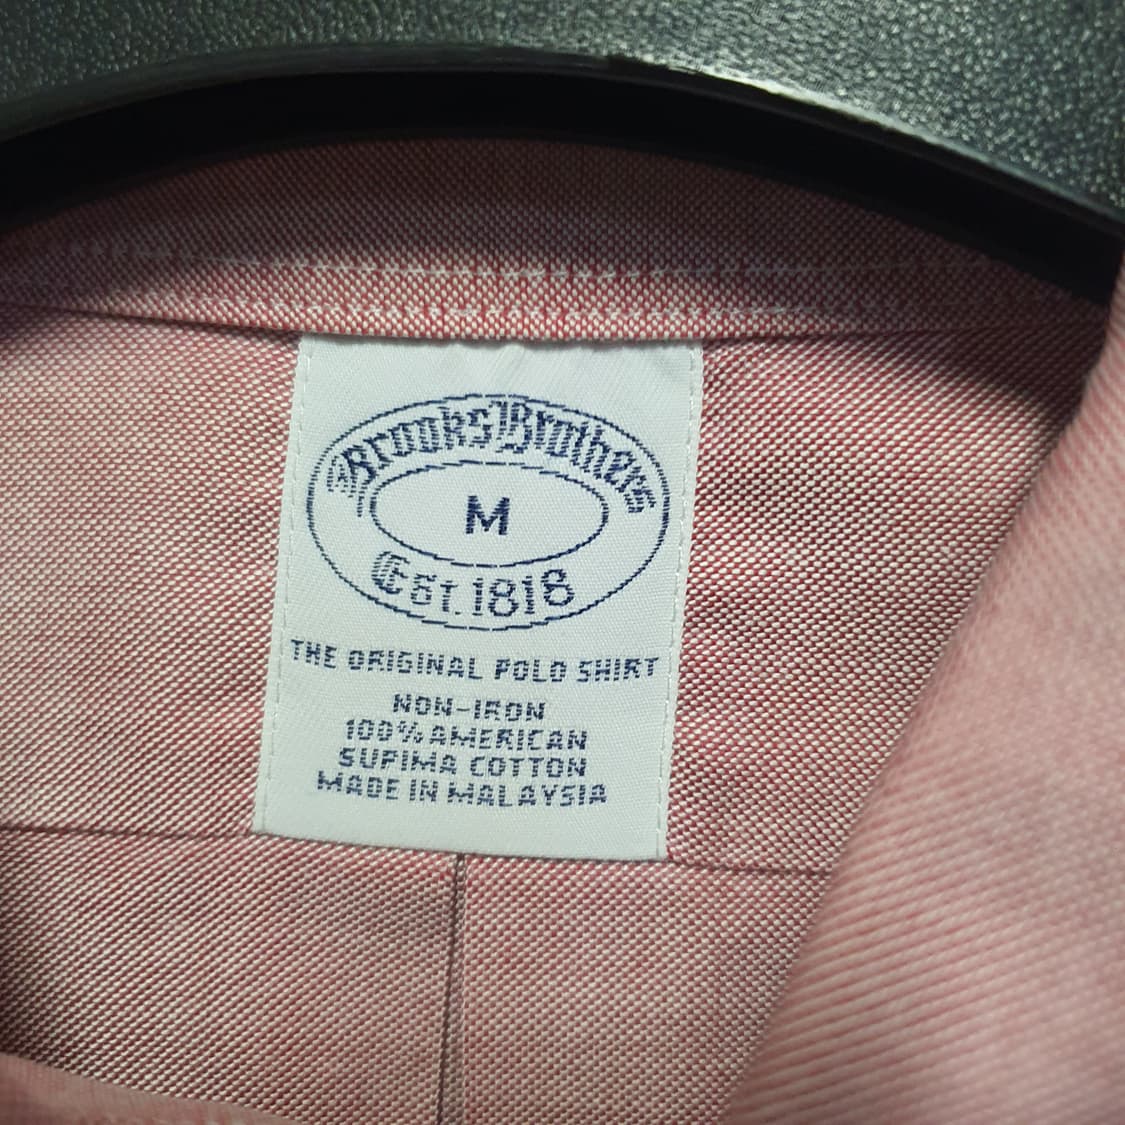 Brooks Brothers
M
Est. 1818
THE ORIGINAL POLO SHIRT
NON-IRON
100% AMERICAN
SUPIMA COTTON
MADE IN MALAYSIA